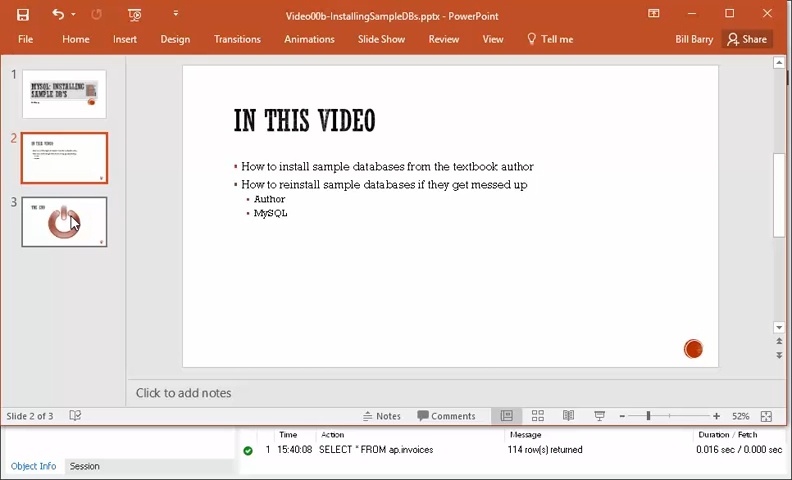 Video00b-InstallingSampleDBs.pptx - PowerPoint
File Home Insert Design Transitions Animations Slide Show Review View Tell me Bill Barry Share
1
MYSQL: INSTALLING
SAMPLE DB'S
2
IN THIS VIDEO
3
THE END
IN THIS VIDEO
How to install sample databases from the textbook author
How to reinstall sample databases if they get messed up
Author
MySQL
Click to add notes
Slide 2 of 3 Notes Comments 52%
Time Action Message Duration / Fetch
1 15:40:08 SELECT * FROM ap.invoices 114 row(s) returned 0.016 sec / 0.000 sec
Object Info Session